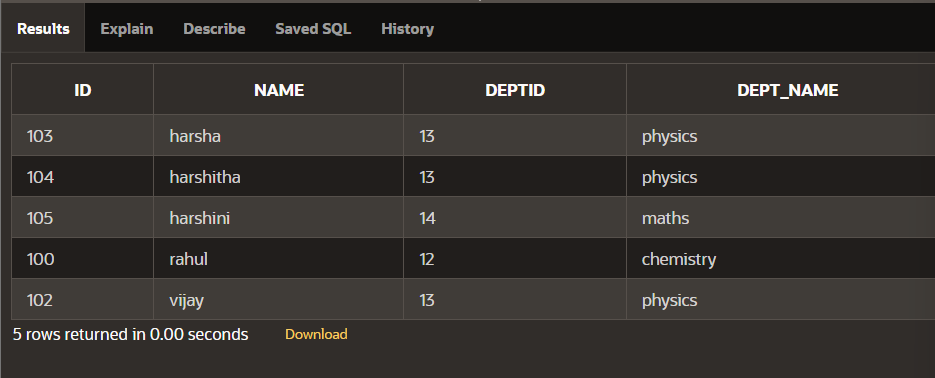 Results Explain Describe Saved SQL History
ID NAME DEPTID DEPT_NAME
103 harsha 13 physics
104 harshitha 13 physics
105 harshini 14 maths
100 rahul 12 chemistry
102 vijay 13 physics
5 rows returned in 0.00 seconds Download